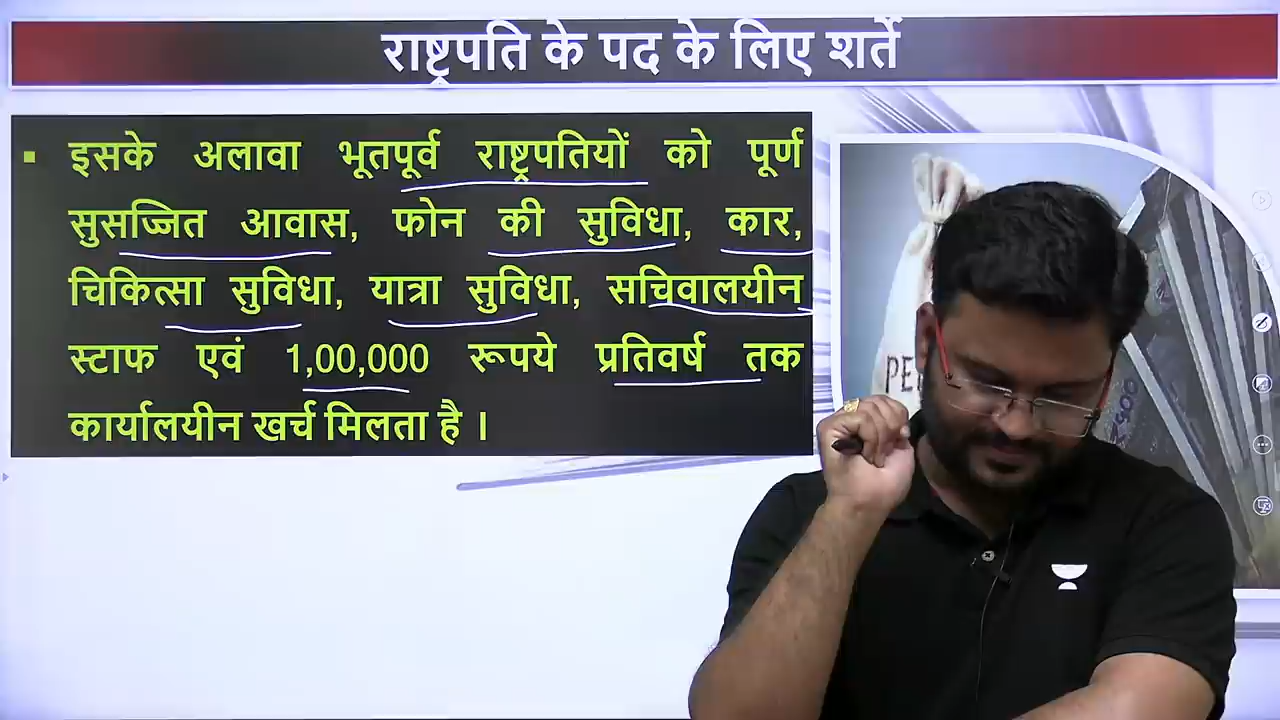 राष्ट्रपति के पद के लिए शर्ते
इसके अलावा भूतपूर्व राष्ट्रपतियों को पूर्ण
सुसज्जित आवास, फोन की सुविधा, कार,
चिकित्सा सुविधा, यात्रा सुविधा, सचिवालयीन
स्टाफ एवं 1,00,000 रूपये प्रतिवर्ष तक
कार्यालयीन खर्च मिलता है ।